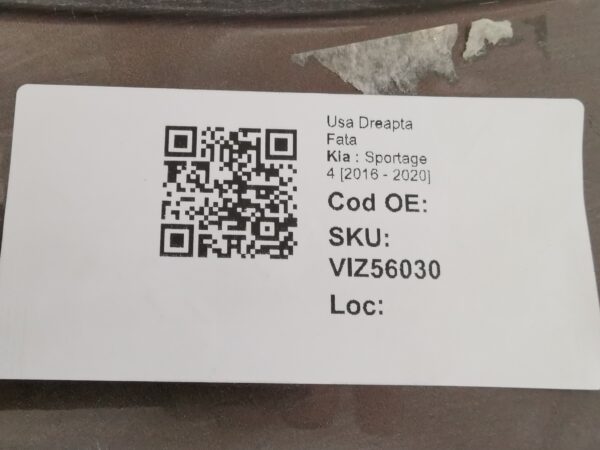 Usa Dreapta
Fata
Kia : Sportage
4 [2016 - 2020]
Cod OE:
SKU:
VIZ56030
Loc: